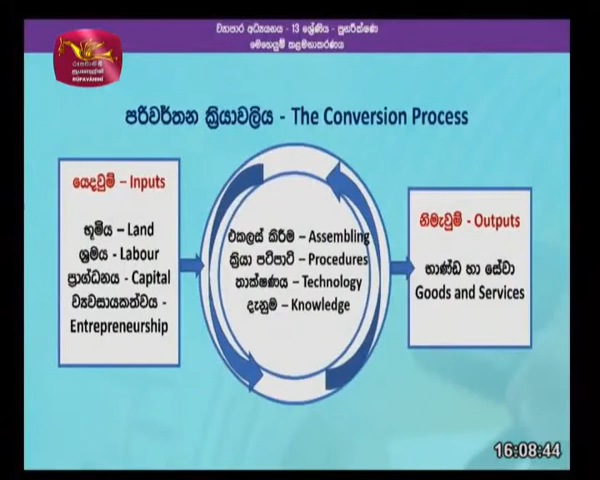 ව්‍යාපාර අධ්‍යයනය - 13 ශ්‍රේණිය - පුනරීක්ෂණ
මෙහෙයුම් කළමනාකරණය
RUPAVAHINI
පරිවර්තන ක්‍රියාවලිය - The Conversion Process
යෙදවුම් – Inputs
භූමිය – Land
ශ්‍රමය - Labour
ප්‍රාග්ධනය - Capital
ව්‍යවසායකත්වය -
Entrepreneurship
එකලස් කිරීම – Assembling
ක්‍රියා පටිපාටි – Procedures
තාක්ෂණය – Technology
දැනුම – Knowledge
නිමැවුම් - Outputs
භාණ්ඩ හා සේවා
Goods and Services
16:08:44